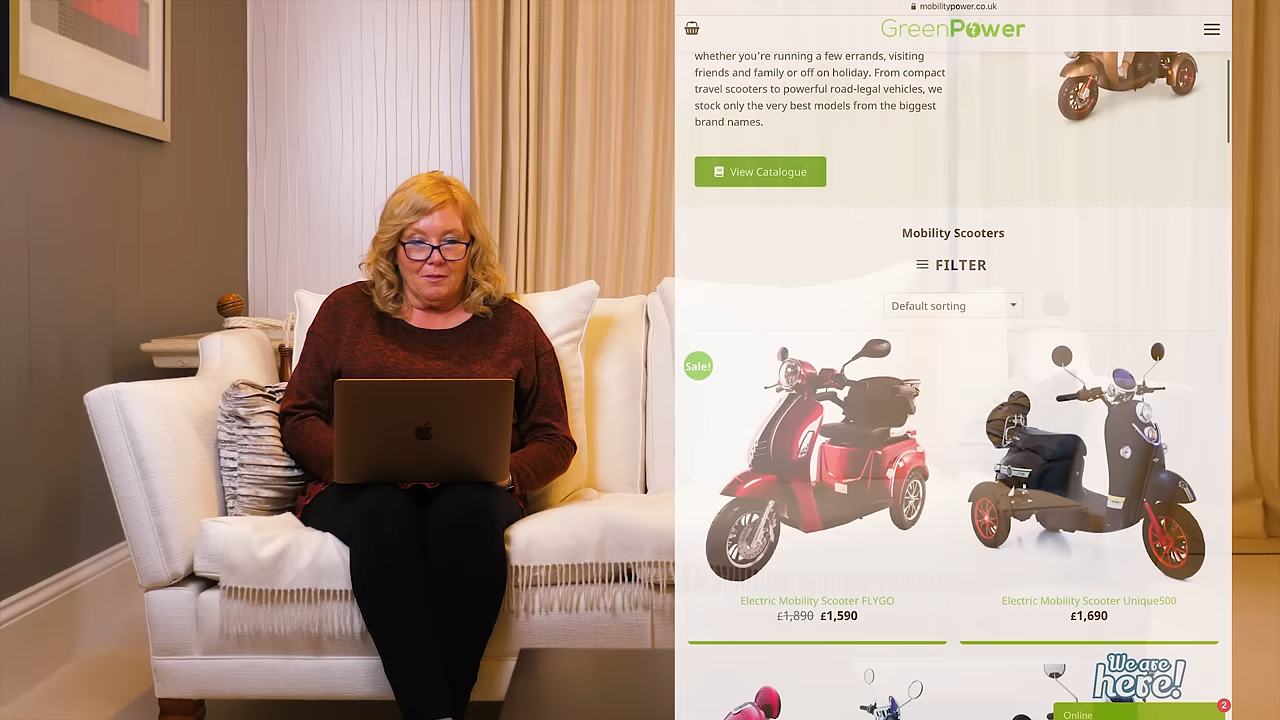 mobilitypower.co.uk
GreenPower
whether you're running a few errands, visiting
friends and family or off on holiday. From compact
travel scooters to powerful road-legal vehicles, we
stock only the very best models from the biggest
brand names.
View Catalogue
Mobility Scooters
FILTER
Default sorting
Sale!
Electric Mobility Scooter FLYGO
£1,890 £1,590
Electric Mobility Scooter Unique500
£1,690
We are
here!
2
Online